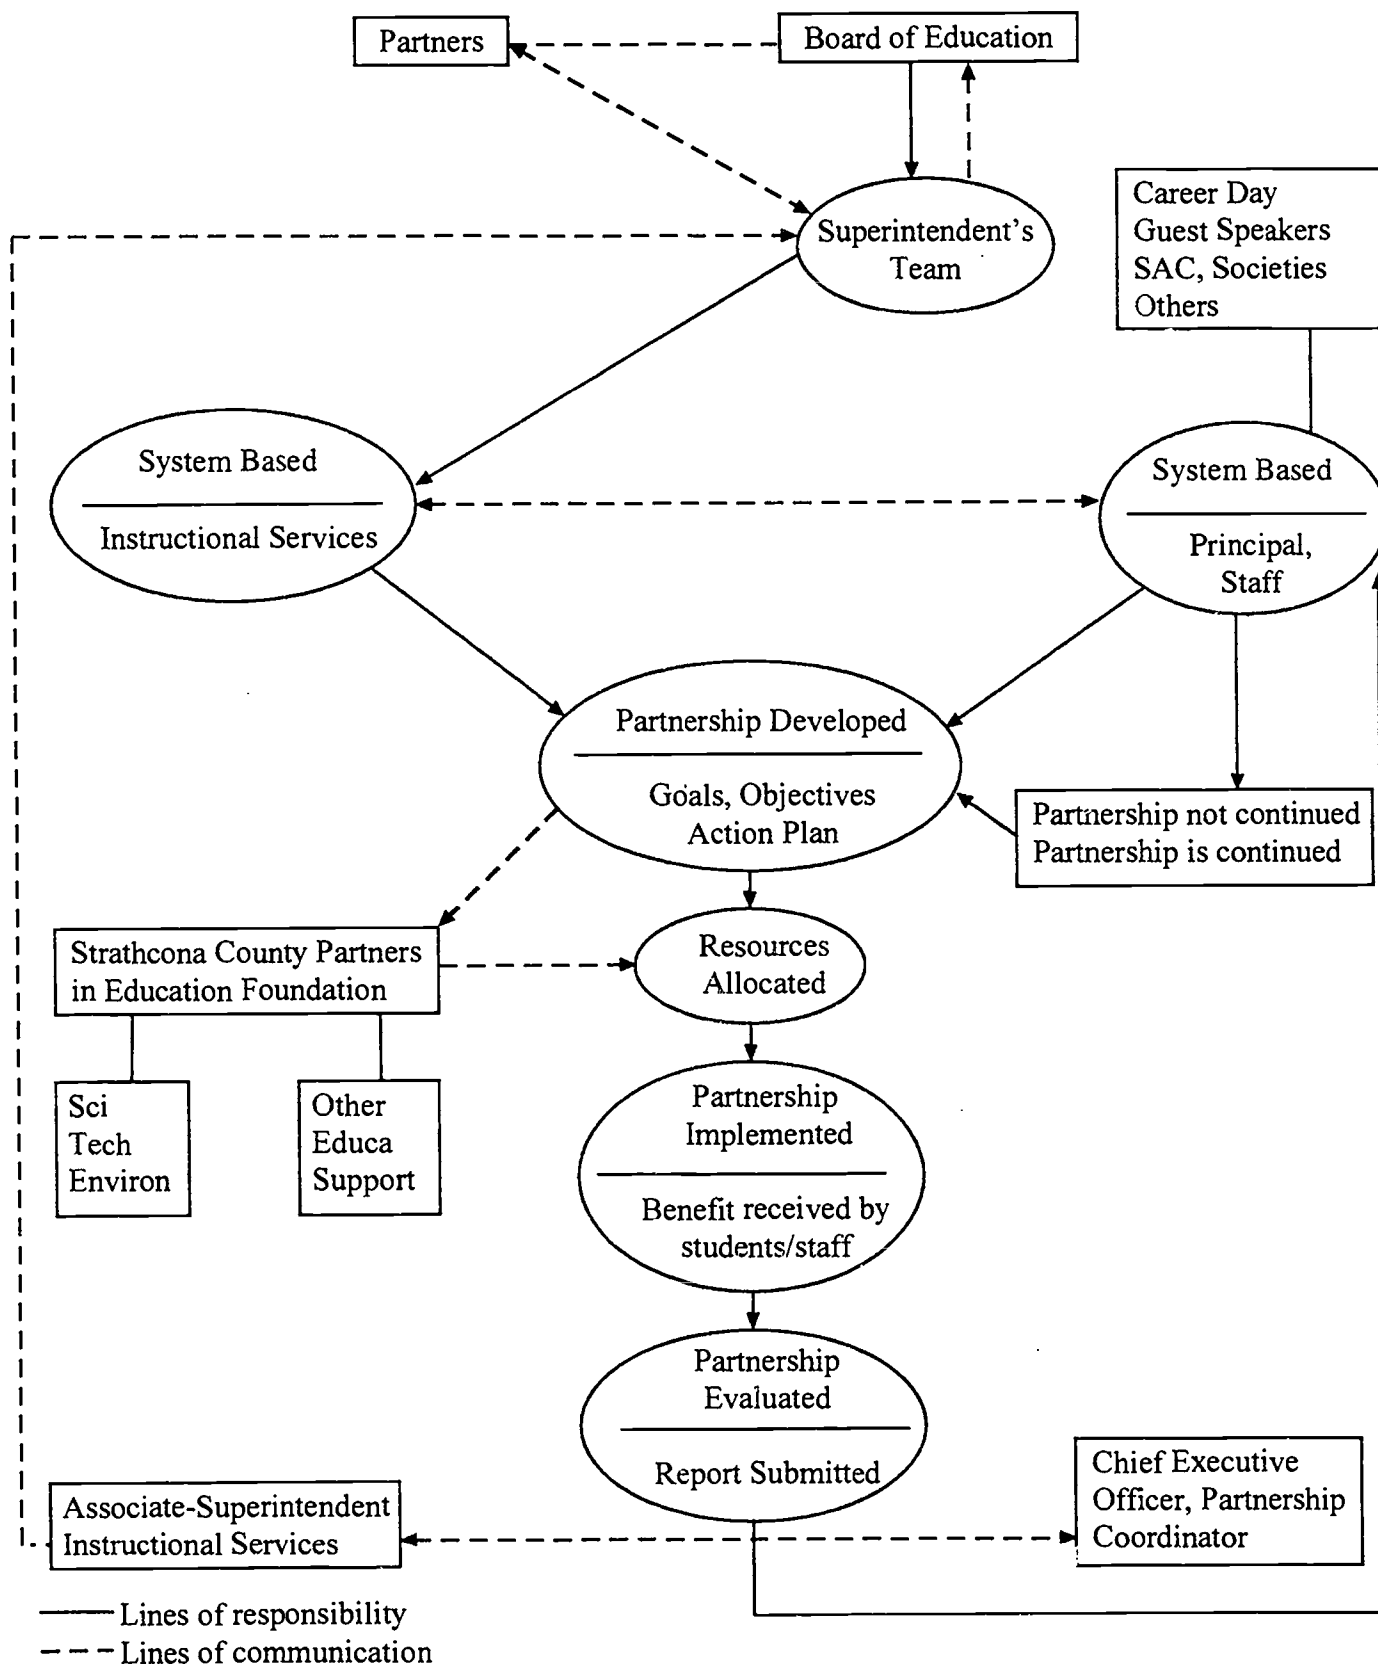 Partners
Board of Education
Superintendent's
Team
Career Day
Guest Speakers
SAC, Societies
Others
System Based
Instructional Services
System Based
Principal,
Staff
Partnership Developed
Goals, Objectives
Action Plan
Partnership not continued
Partnership is continued
Strathcona County Partners
in Education Foundation
Resources
Allocated
Sci
Tech
Environ
Other
Educa
Support
Partnership
Implemented
Benefit received by
students/staff
Partnership
Evaluated
Report Submitted
Associate-Superintendent
Instructional Services
Chief Executive
Officer, Partnership
Coordinator
Lines of responsibility
Lines of communication